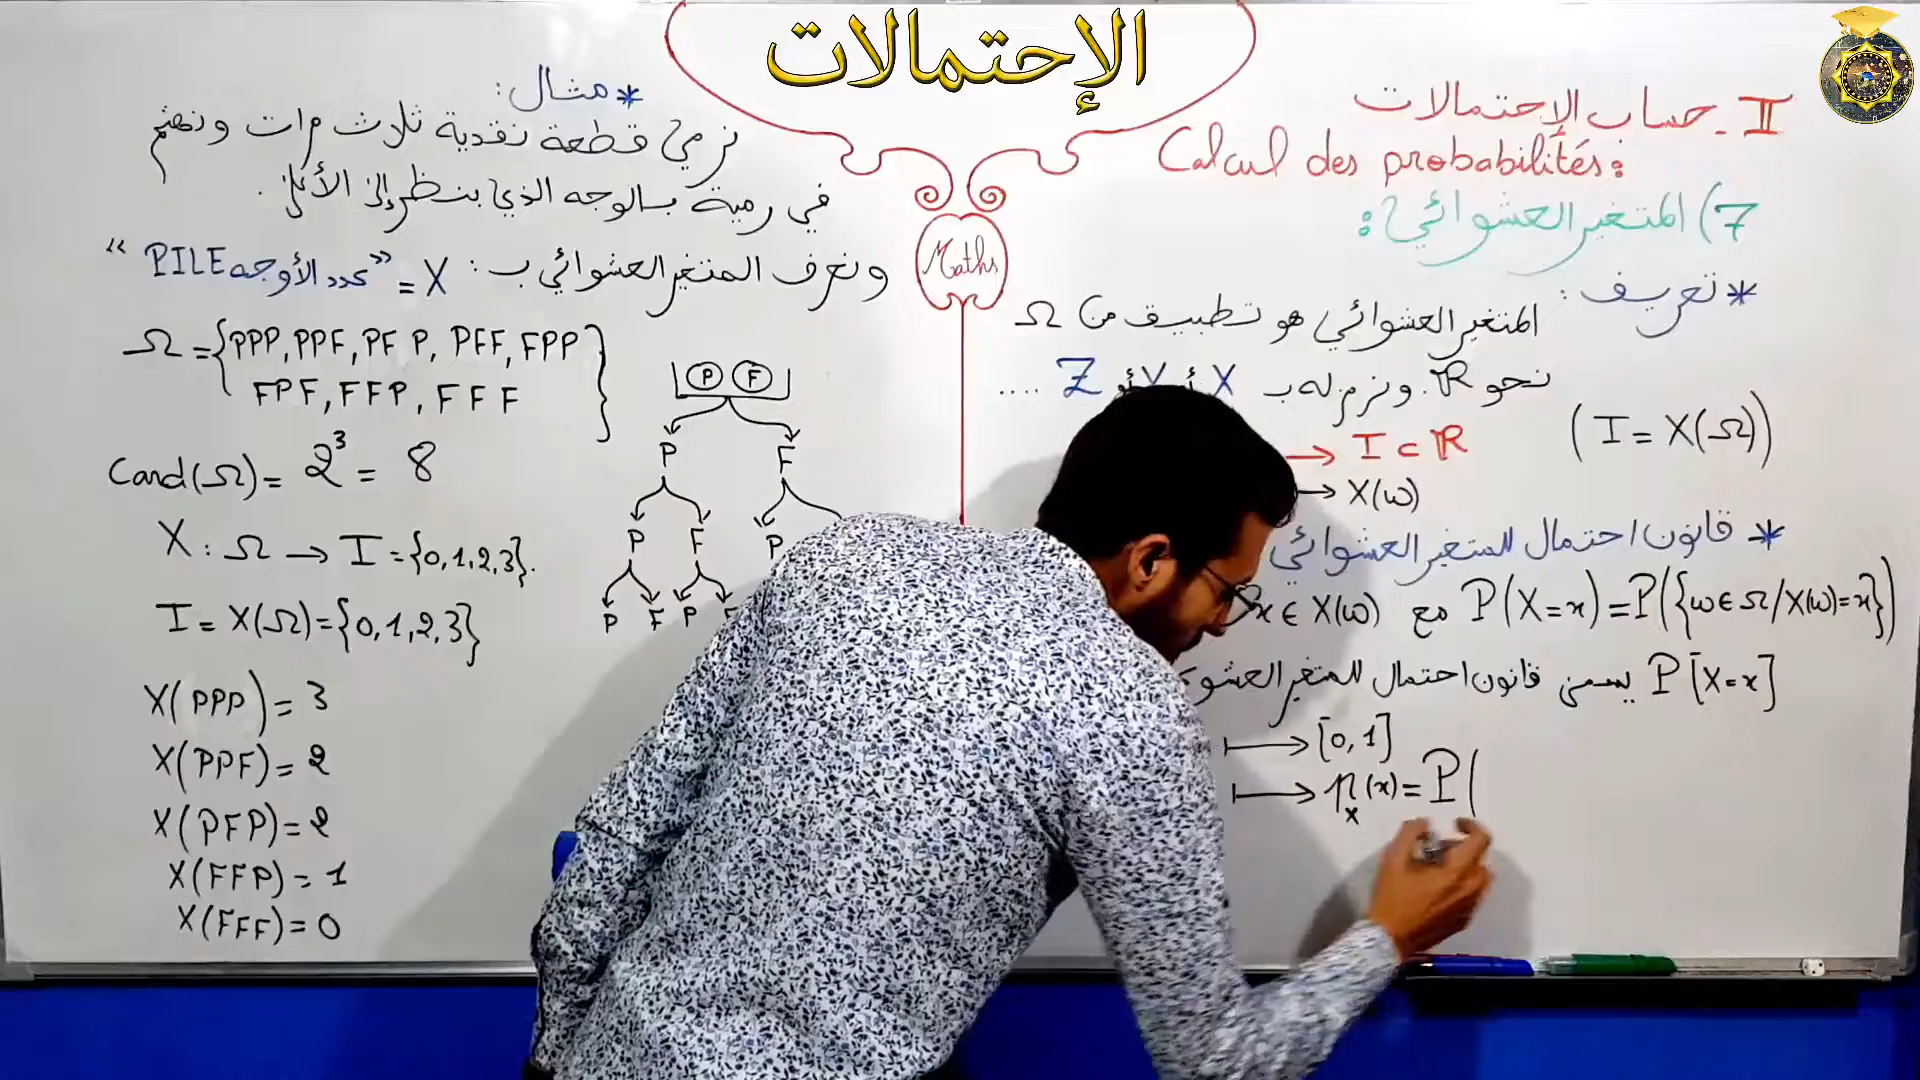 الإحتمالات
Maths
II - حساب الإحتمالات
Calcul des probabilités:
7) المتغير العشوائي:
* تعريف:
المتغير العشوائي هو تطبيق من Ω
نحو ℝ. ونرمز له ب X أو Y أو Z ....
→ I ⊂ ℝ (I = X(Ω))
→ X(ω)
* قانون احتمال للمتغير العشوائي
P(X=x) = P({ω∈Ω/X(ω)=x}) مع x ∈ X(ω)
P[X=x] يسمى قانون احتمال للمتغير
⟼ [0,1]
⟼ p_X(x) = P(
* مثال:
نرمي قطعة نقدية ثلاث مرات ونهتم
في رمية بالوجه الذي ينظر إلى الأعلى.
ونعرف المتغير العشوائي ب: X = "عدد الأوجه PILE"
Ω = {PPP, PPF, PFP, PFF, FPP
FPF, FFP, FFF}
Card(Ω) = 2³ = 8
X : Ω → I = {0,1,2,3}.
I = X(Ω) = {0,1,2,3}
X(PPP) = 3
X(PPF) = 2
X(PFP) = 2
X(FFP) = 1
X(FFF) = 0
P F
P F
P F P
P F P